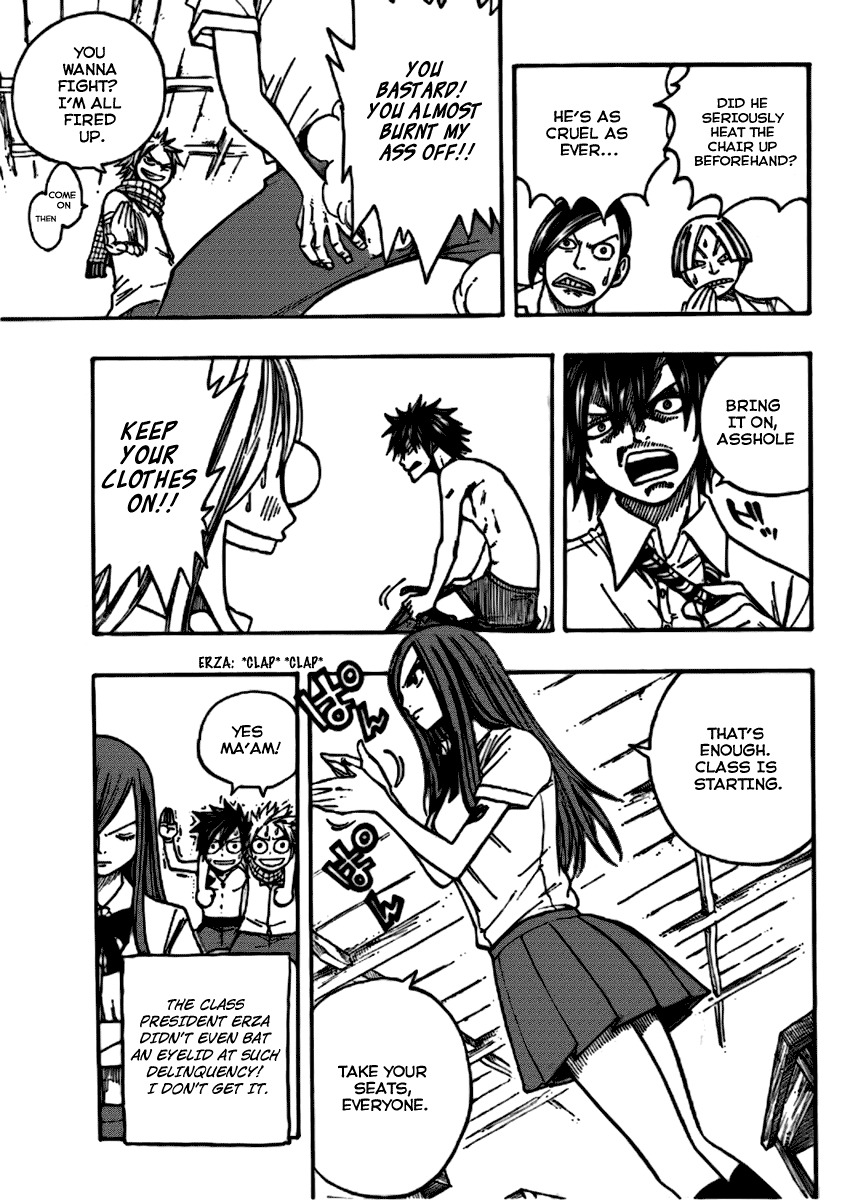 DID HE
SERIOUSLY
HEAT THE
CHAIR UP
BEFOREHAND?
HE'S AS
CRUEL AS
EVER...
YOU
BASTARD!
YOU ALMOST
BURNT MY
ASS OFF!!
YOU
WANNA
FIGHT?
I'M ALL
FIRED
UP.
COME
ON
THEN
BRING
IT ON,
ASSHOLE
KEEP
YOUR
CLOTHES
ON!!
ERZA: *CLAP* *CLAP*
THAT'S
ENOUGH.
CLASS IS
STARTING.
TAKE YOUR
SEATS,
EVERYONE.
YES
MA'AM!
THE CLASS
PRESIDENT ERZA
DIDN'T EVEN BAT
AN EYELID AT SUCH
DELINQUENCY!
I DON'T GET IT.